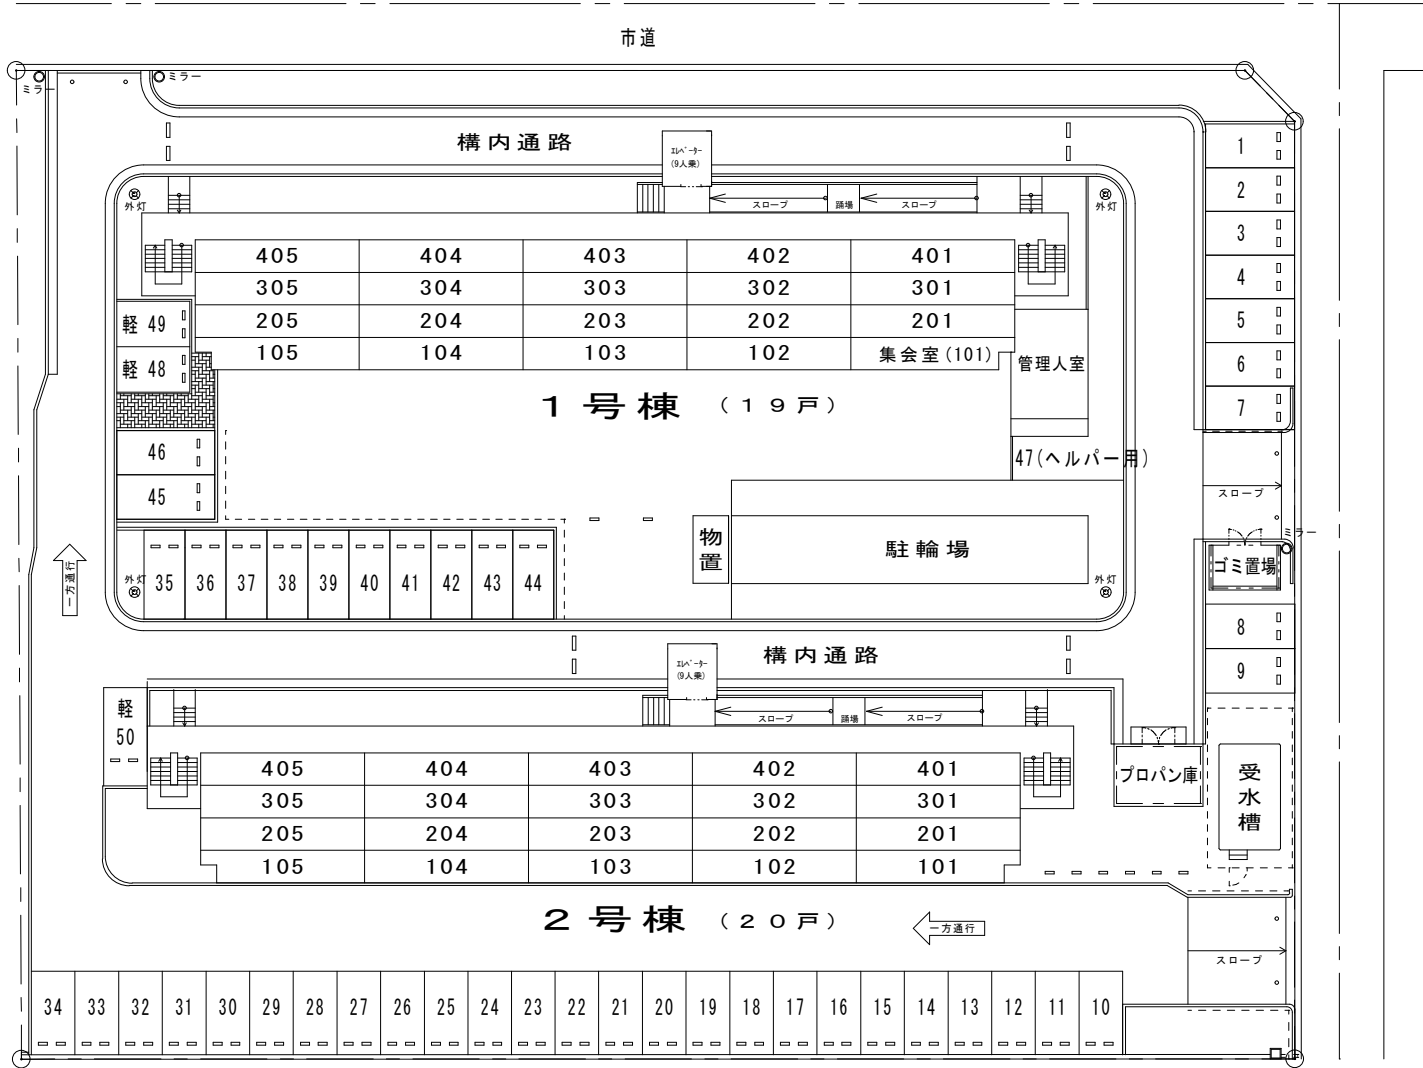 市道
ミラー
ミラー
構内通路
ｴﾚﾍﾞｰﾀｰ
(9人乗)
スロープ
踊場
スロープ
外灯
外灯
405 404 403 402 401
305 304 303 302 301
205 204 203 202 201
105 104 103 102 集会室(101)
管理人室
1号棟 (19戸)
軽 49
軽 48
46
45
47(ヘルパー用)
物置
駐輪場
35 36 37 38 39 40 41 42 43 44
外灯
外灯
一方通行
1
2
3
4
5
6
7
スロープ
ミラー
ゴミ置場
8
9
構内通路
ｴﾚﾍﾞｰﾀｰ
(9人乗)
スロープ
踊場
スロープ
軽
50
405 404 403 402 401
305 304 303 302 301
205 204 203 202 201
105 104 103 102 101
プロパン庫
受水槽
2号棟 (20戸)
一方通行
スロープ
34 33 32 31 30 29 28 27 26 25 24 23 22 21 20 19 18 17 16 15 14 13 12 11 10